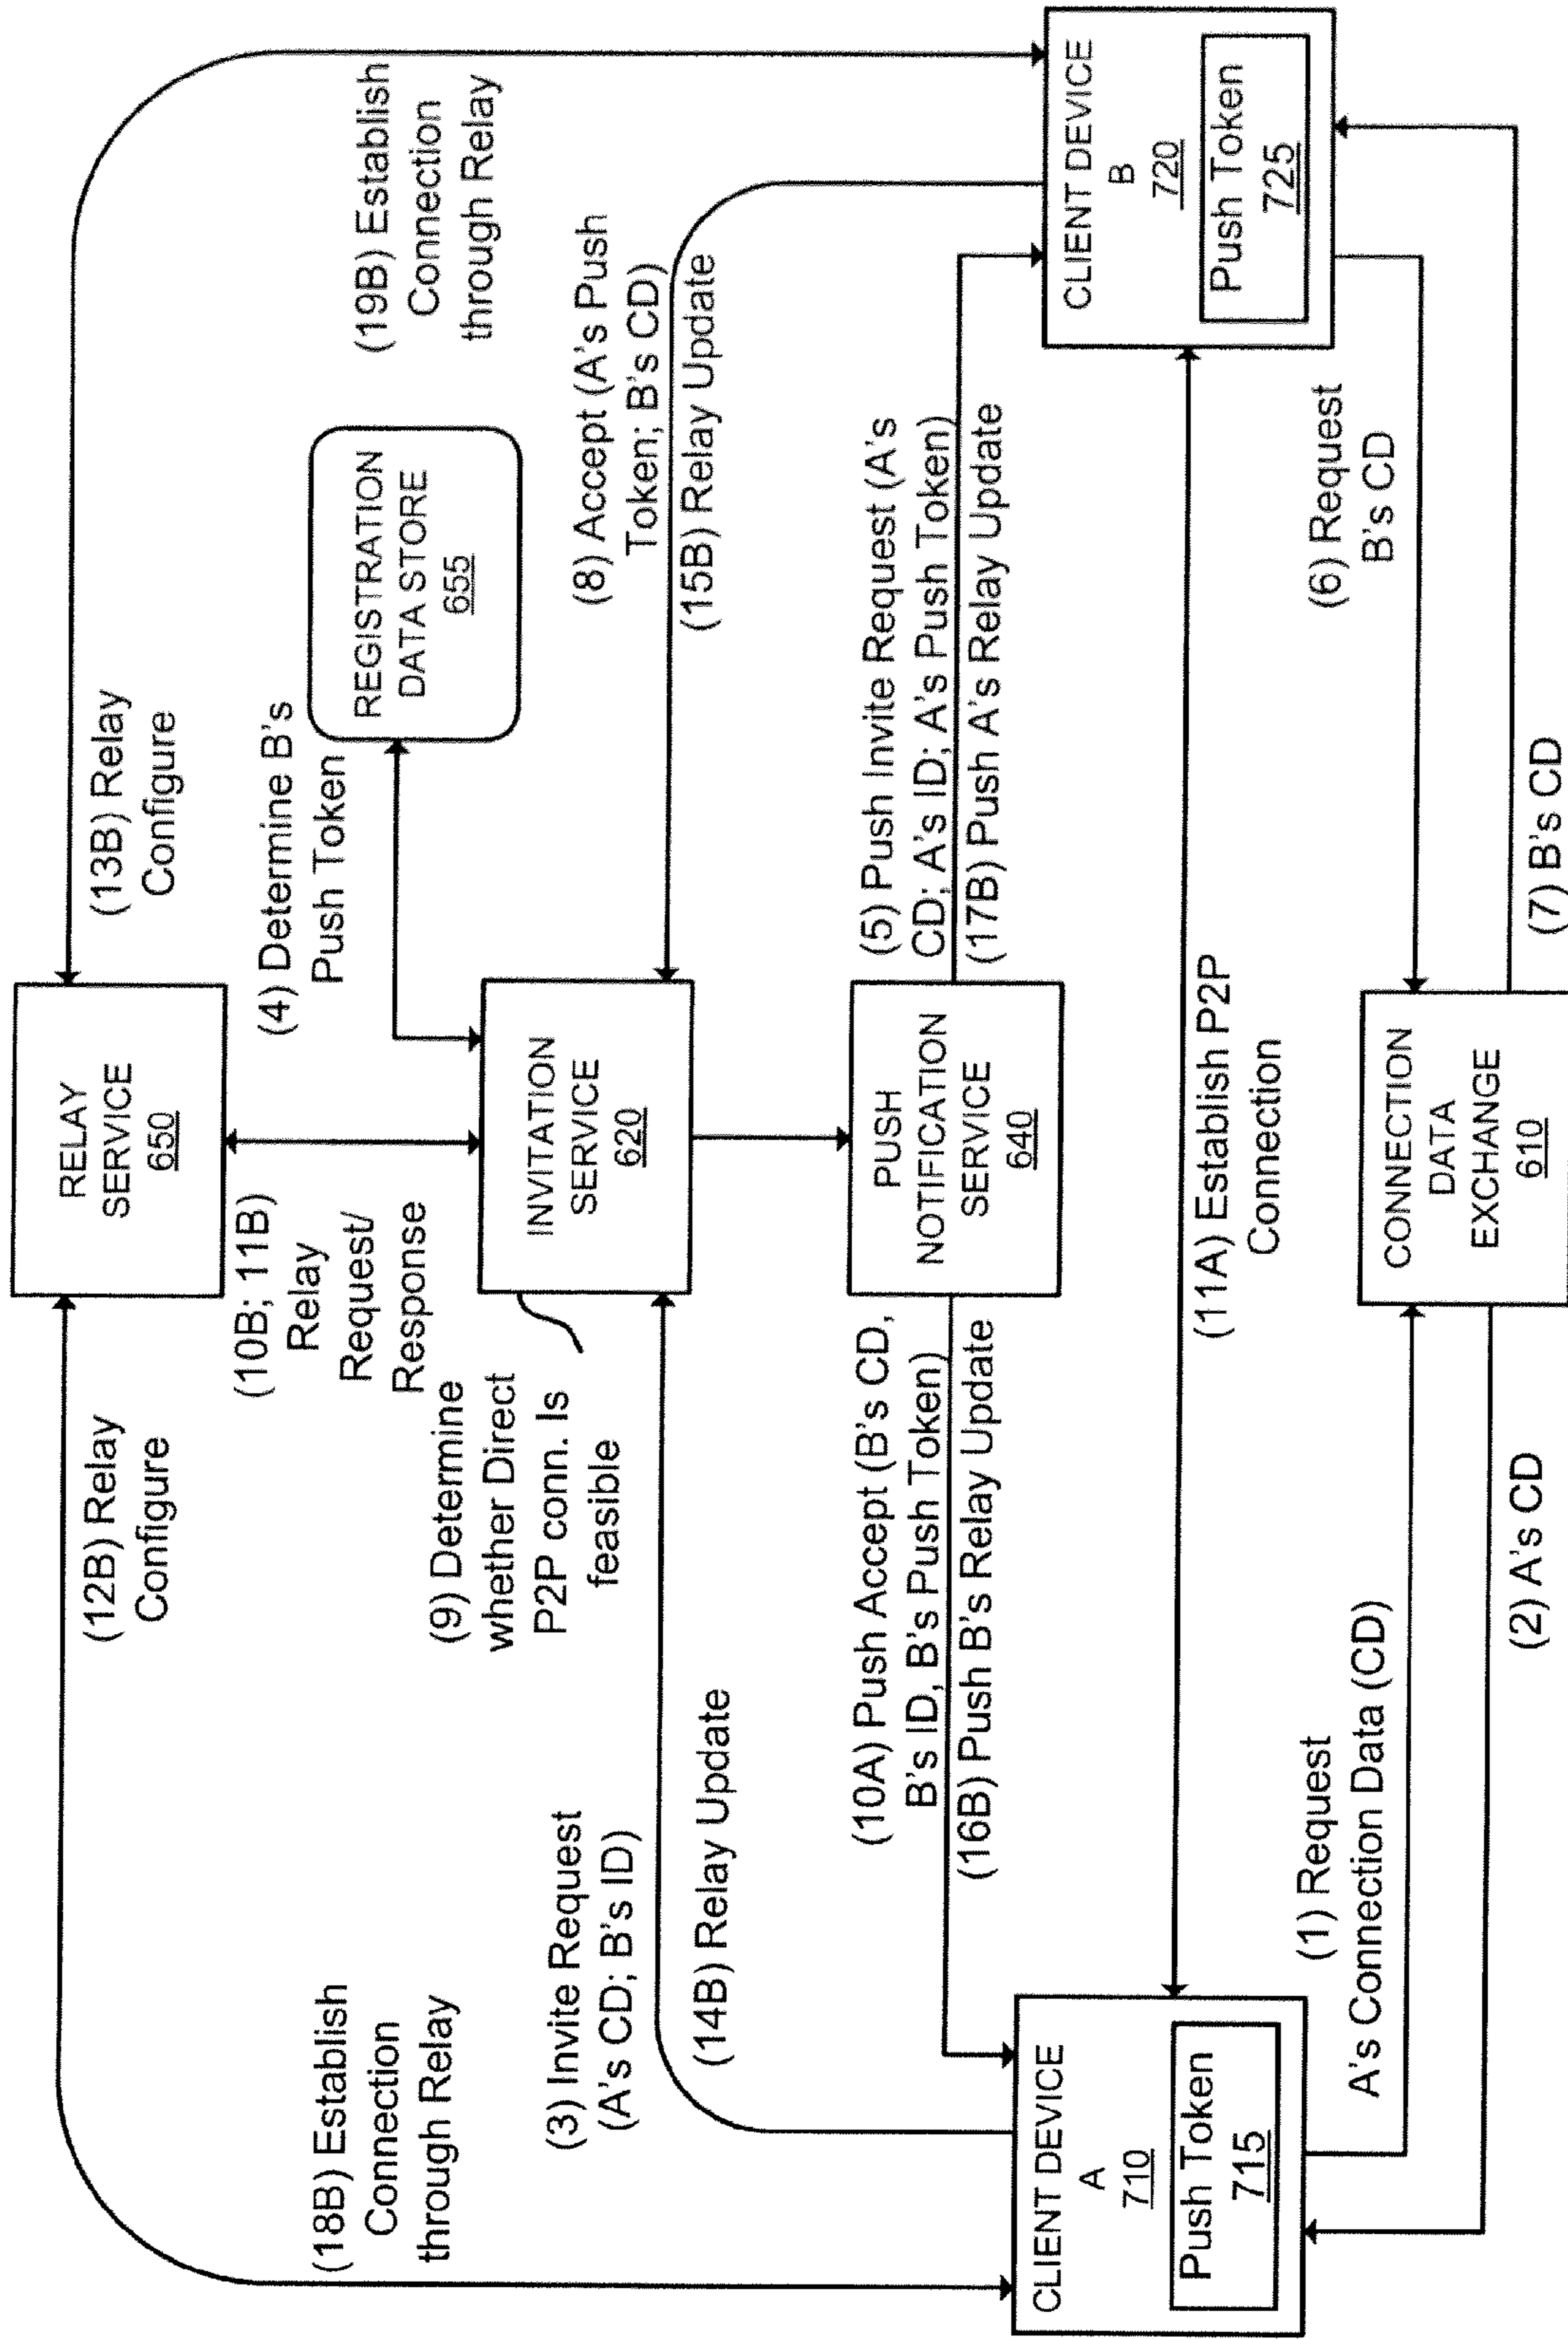 (18B) Establish
Connection
through Relay
(12B) Relay
Configure
RELAY
SERVICE
650
(13B) Relay
Configure
(19B) Establish
Connection
through Relay
(10B; 11B)
Relay
Request/
Response
(4) Determine B's
Push Token
REGISTRATION
DATA STORE
655
(9) Determine
whether Direct
P2P conn. Is
feasible
(3) Invite Request
(A's CD; B's ID)
(14B) Relay Update
INVITATION
SERVICE
620
(8) Accept (A's Push
Token; B's CD)
(15B) Relay Update
(10A) Push Accept (B's CD,
B's ID, B's Push Token)
(16B) Push B's Relay Update
PUSH
NOTIFICATION
SERVICE
640
(5) Push Invite Request (A's
CD; A's ID; A's Push Token)
(17B) Push A's Relay Update
CLIENT DEVICE
A
710
Push Token
715
(11A) Establish P2P
Connection
CLIENT DEVICE
B
720
Push Token
725
(1) Request
A's Connection Data (CD)
(2) A's CD
CONNECTION
DATA
EXCHANGE
610
(6) Request
B's CD
(7) B's CD